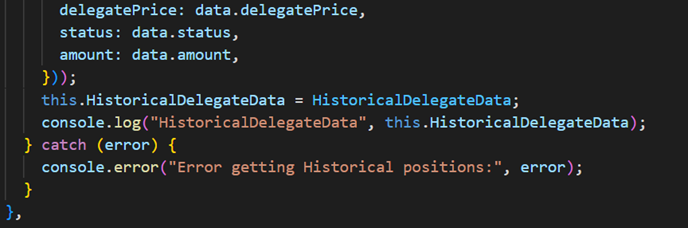 delegatePrice: data.delegatePrice,
status: data.status,
amount: data.amount,
}));
this.HistoricalDelegateData = HistoricalDelegateData;
console.log("HistoricalDelegateData", this.HistoricalDelegateData);
} catch (error) {
console.error("Error getting Historical positions:", error);
}
},